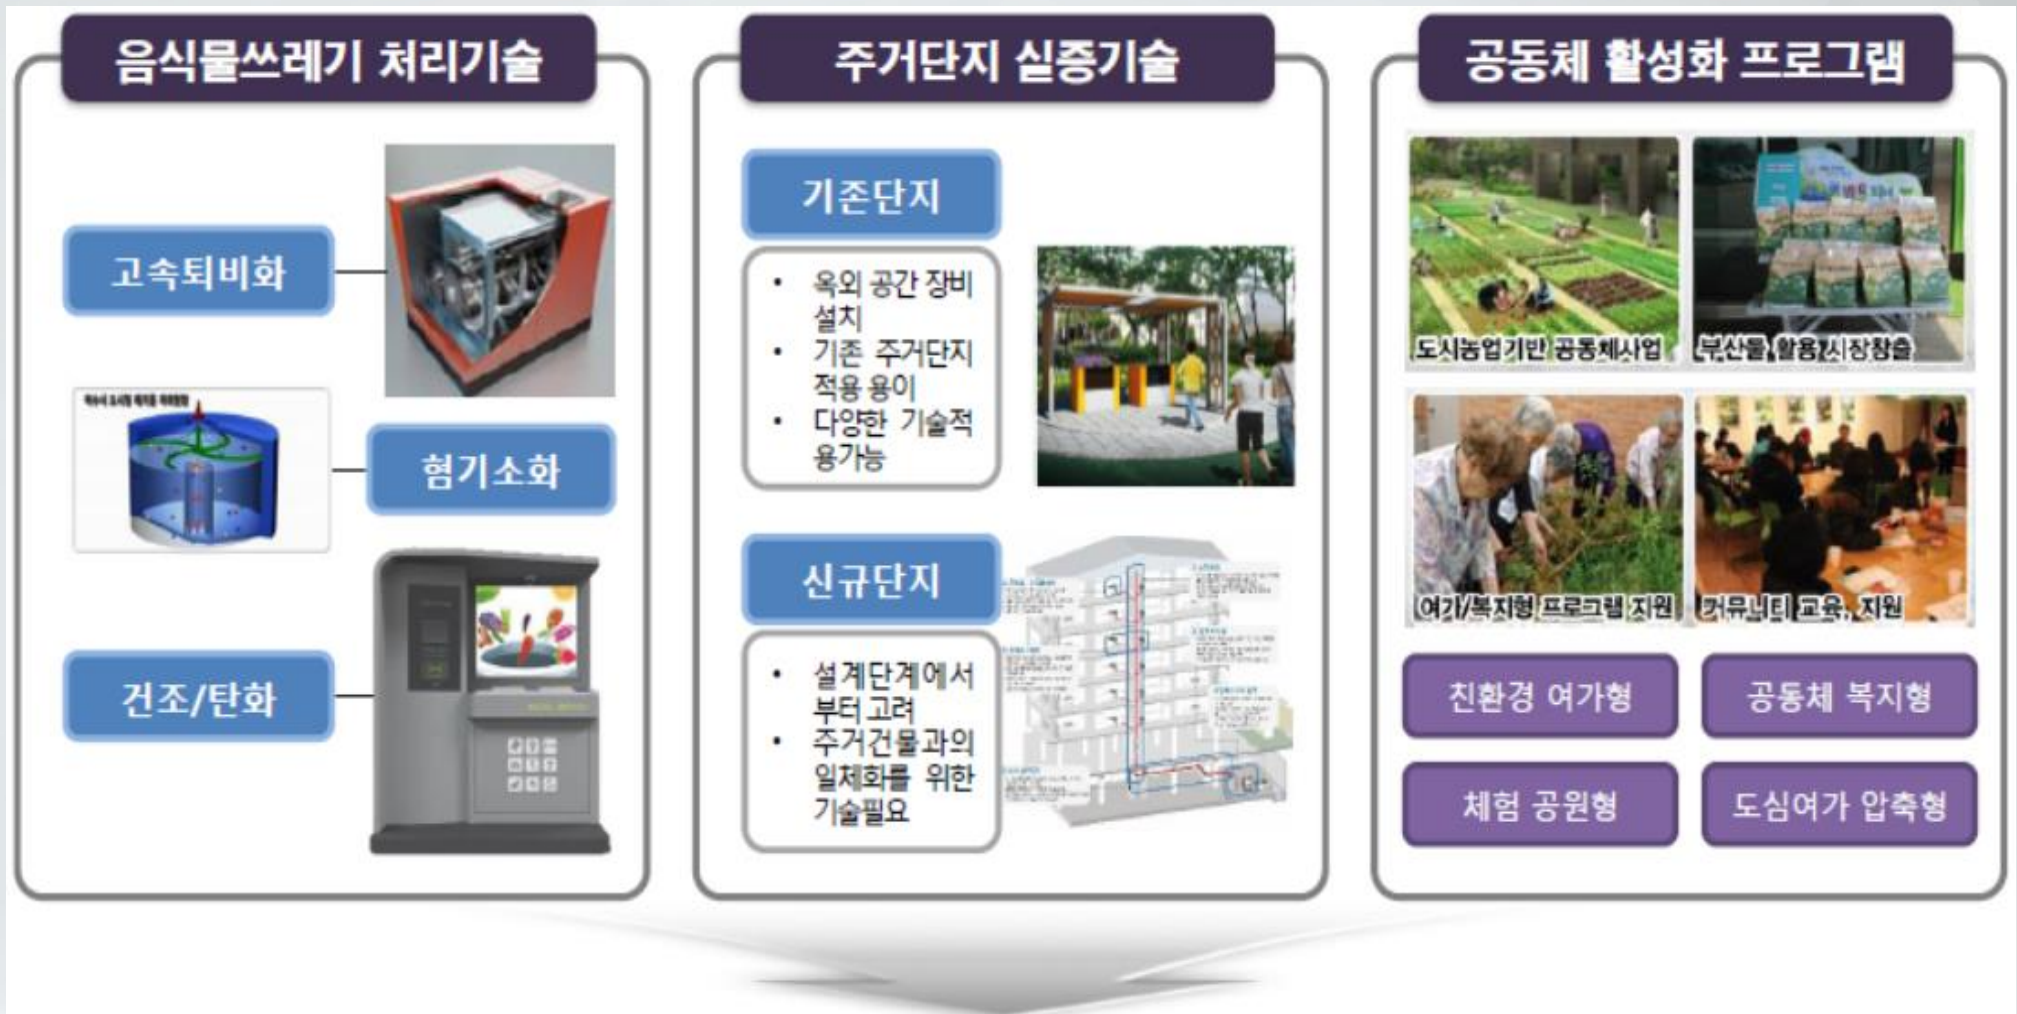 음식물쓰레기 처리기술
고속퇴비화
혐기소화
건조/탄화
주거단지 실증기술
기존단지
• 옥외 공간 장비
설치
• 기존 주거단지
적용 용이
• 다양한 기술적
용가능
신규단지
• 설계단계에서
부터 고려
• 주거건물과의
일체화를 위한
기술필요
공동체 활성화 프로그램
도시농업기반 공동체사업
부산물 활용 시장창출
여가/복지형 프로그램 지원
커뮤니티 교육, 지원
친환경 여가형
공동체 복지형
체험 공원형
도심여가 압축형